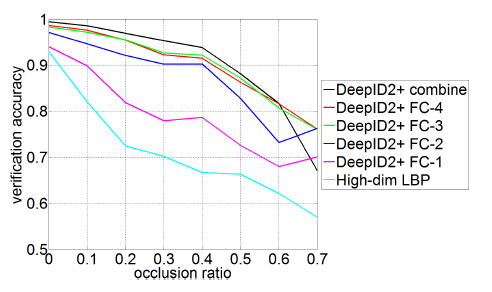 1
0.9
0.8
0.7
0.6
0.5
verification accuracy
0 0.1 0.2 0.3 0.4 0.5 0.6 0.7
occlusion ratio
DeepID2+ combine
DeepID2+ FC-4
DeepID2+ FC-3
DeepID2+ FC-2
DeepID2+ FC-1
High-dim LBP